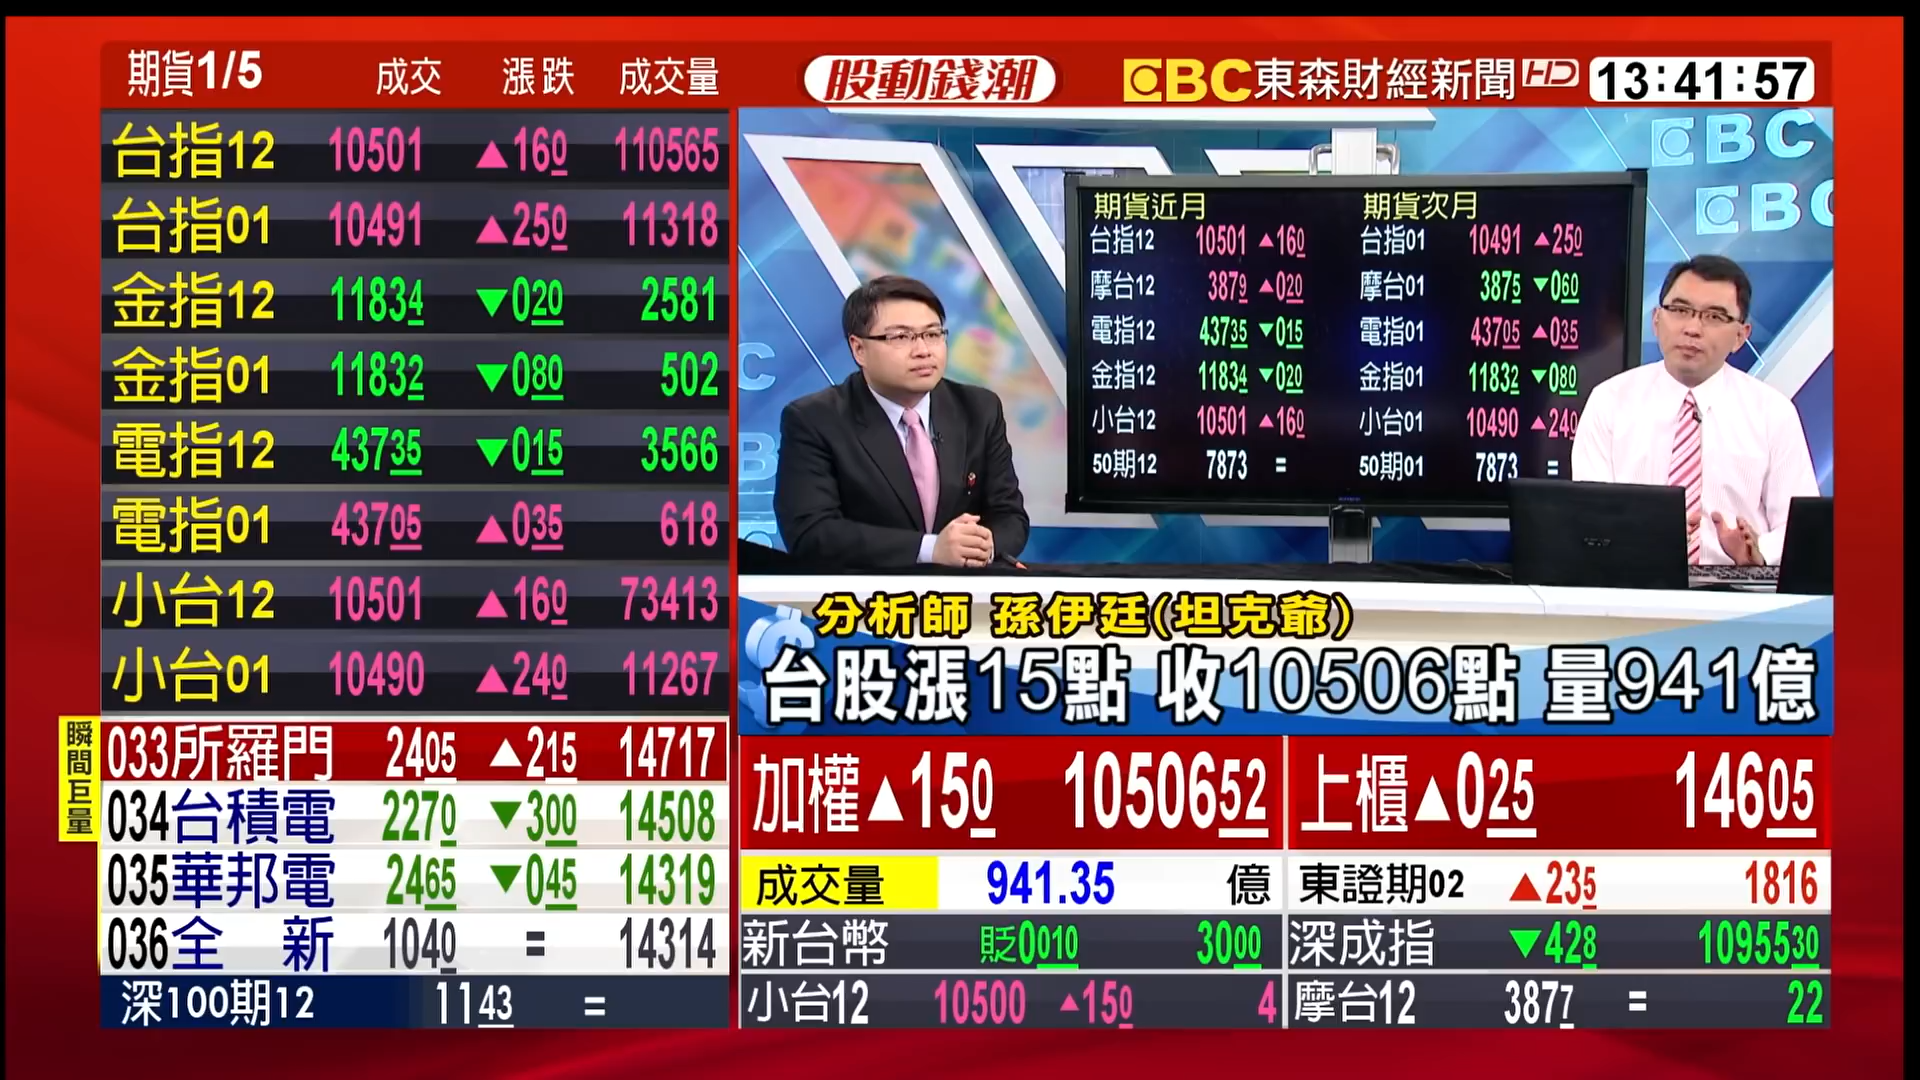 期貨1/5 成交 漲跌 成交量
股動錢潮
EBC東森財經新聞HD 13:41:57
台指12 10501 ▲160 110565
台指01 10491 ▲250 11318
金指12 11834 ▼020 2581
金指01 11832 ▼080 502
電指12 43735 ▼015 3566
電指01 43705 ▲035 618
小台12 10501 ▲160 73413
小台01 10490 ▲240 11267
瞬間巨量
033所羅門 2405 ▲215 14717
034台積電 2270 ▼300 14508
035華邦電 2465 ▼045 14319
036全新 1040 = 14314
深100期12 1143 =
EBC
EBC
期貨近月 期貨次月
台指12 10501 ▲160 台指01 10491 ▲250
摩台12 3879 ▲020 摩台01 3875 ▼060
電指12 43735 ▼015 電指01 43705 ▲035
金指12 11834 ▼020 金指01 11832 ▼080
小台12 10501 ▲160 小台01 10490 ▲240
50期12 7873 = 50期01 7873 =
分析師 孫伊廷(坦克爺)
台股漲15點 收10506點 量941億
加權▲150 1050652 上櫃▲025 14605
成交量 941.35 億 東證期02 ▲235 1816
新台幣 貶0010 3000 深成指 ▼428 1095530
小台12 10500 ▲150 4 摩台12 3877 = 22